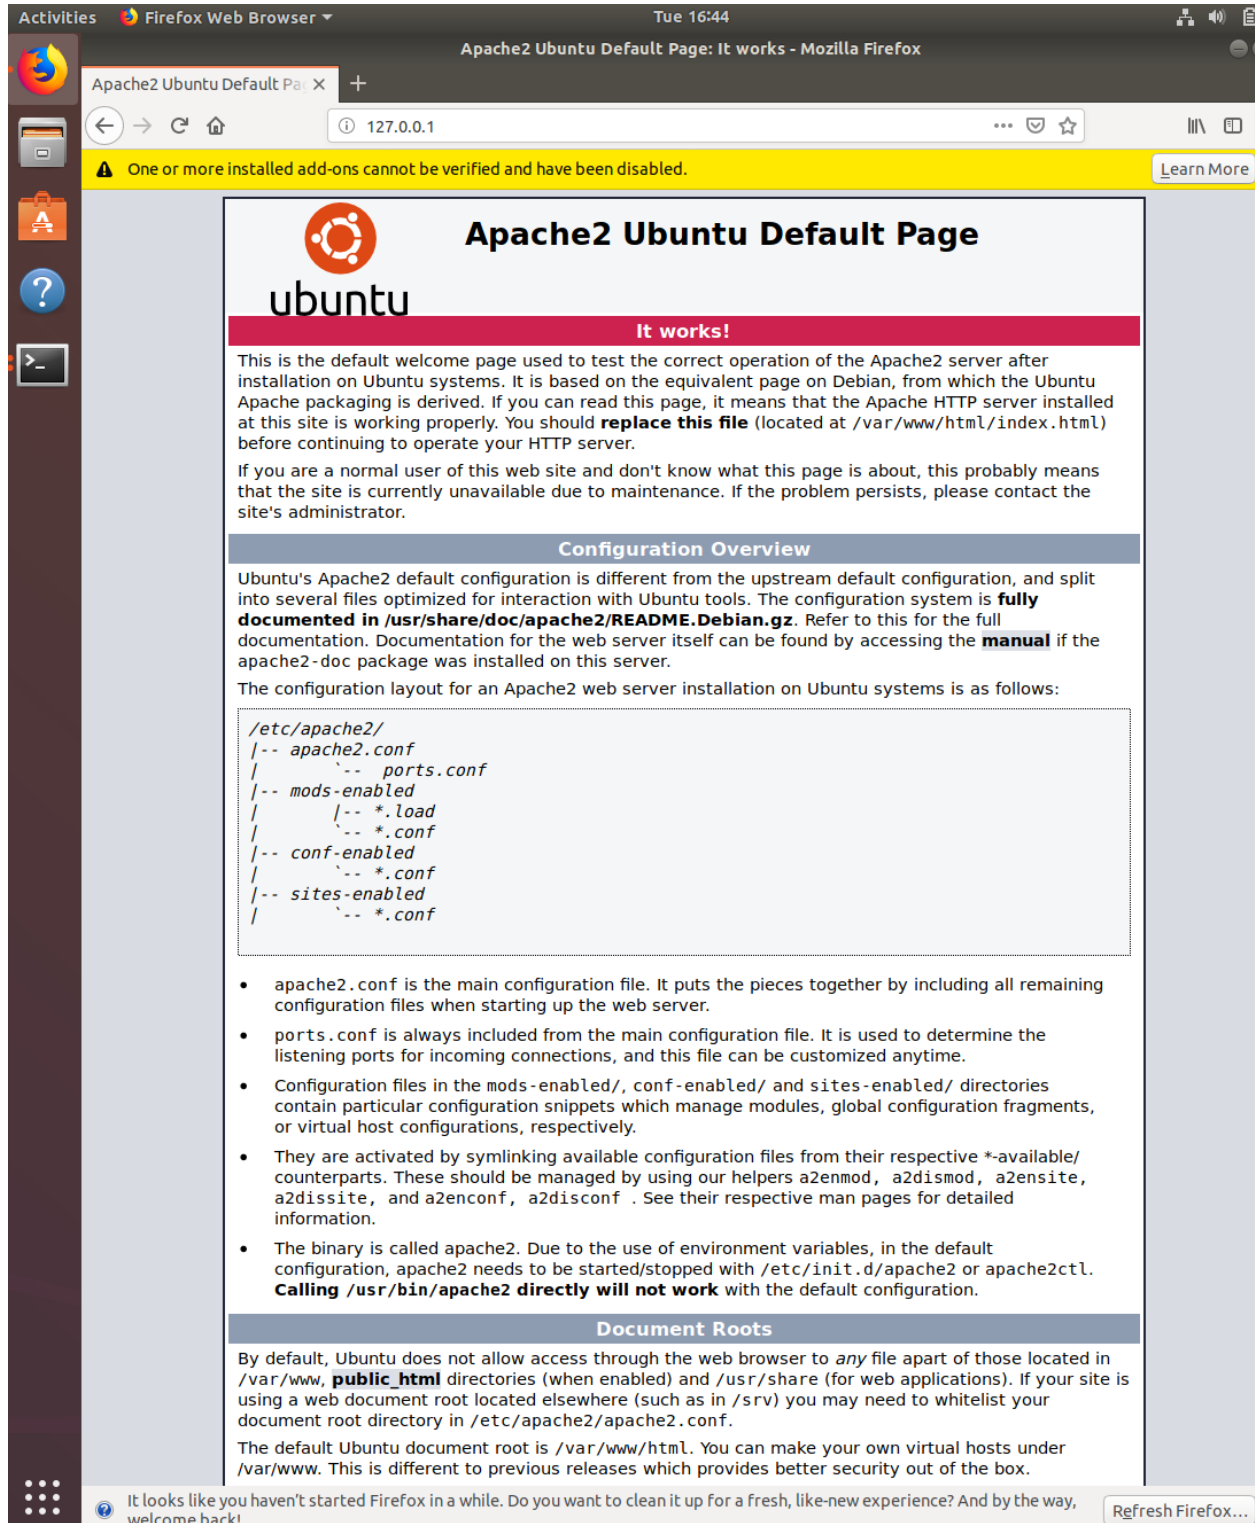 Activities Firefox Web Browser Tue 16:44
Apache2 Ubuntu Default Page: It works - Mozilla Firefox
Apache2 Ubuntu Default Pa
127.0.0.1
One or more installed add-ons cannot be verified and have been disabled. Learn More
ubuntu
Apache2 Ubuntu Default Page
It works!
This is the default welcome page used to test the correct operation of the Apache2 server after
installation on Ubuntu systems. It is based on the equivalent page on Debian, from which the Ubuntu
Apache packaging is derived. If you can read this page, it means that the Apache HTTP server installed
at this site is working properly. You should replace this file (located at /var/www/html/index.html)
before continuing to operate your HTTP server.
If you are a normal user of this web site and don't know what this page is about, this probably means
that the site is currently unavailable due to maintenance. If the problem persists, please contact the
site's administrator.
Configuration Overview
Ubuntu's Apache2 default configuration is different from the upstream default configuration, and split
into several files optimized for interaction with Ubuntu tools. The configuration system is fully
documented in /usr/share/doc/apache2/README.Debian.gz. Refer to this for the full
documentation. Documentation for the web server itself can be found by accessing the manual if the
apache2-doc package was installed on this server.
The configuration layout for an Apache2 web server installation on Ubuntu systems is as follows:
/etc/apache2/
|-- apache2.conf
|       `--  ports.conf
|-- mods-enabled
|       |-- *.load
|       `-- *.conf
|-- conf-enabled
|       `-- *.conf
|-- sites-enabled
|       `-- *.conf
• apache2.conf is the main configuration file. It puts the pieces together by including all remaining
configuration files when starting up the web server.
• ports.conf is always included from the main configuration file. It is used to determine the
listening ports for incoming connections, and this file can be customized anytime.
• Configuration files in the mods-enabled/, conf-enabled/ and sites-enabled/ directories
contain particular configuration snippets which manage modules, global configuration fragments,
or virtual host configurations, respectively.
• They are activated by symlinking available configuration files from their respective *-available/
counterparts. These should be managed by using our helpers a2enmod, a2dismod, a2ensite,
a2dissite, and a2enconf, a2disconf . See their respective man pages for detailed
information.
• The binary is called apache2. Due to the use of environment variables, in the default
configuration, apache2 needs to be started/stopped with /etc/init.d/apache2 or apache2ctl.
Calling /usr/bin/apache2 directly will not work with the default configuration.
Document Roots
By default, Ubuntu does not allow access through the web browser to any file apart of those located in
/var/www, public_html directories (when enabled) and /usr/share (for web applications). If your site is
using a web document root located elsewhere (such as in /srv) you may need to whitelist your
document root directory in /etc/apache2/apache2.conf.
The default Ubuntu document root is /var/www/html. You can make your own virtual hosts under
/var/www. This is different to previous releases which provides better security out of the box.
It looks like you haven't started Firefox in a while. Do you want to clean it up for a fresh, like-new experience? And by the way,
welcome back!
Refresh Firefox...